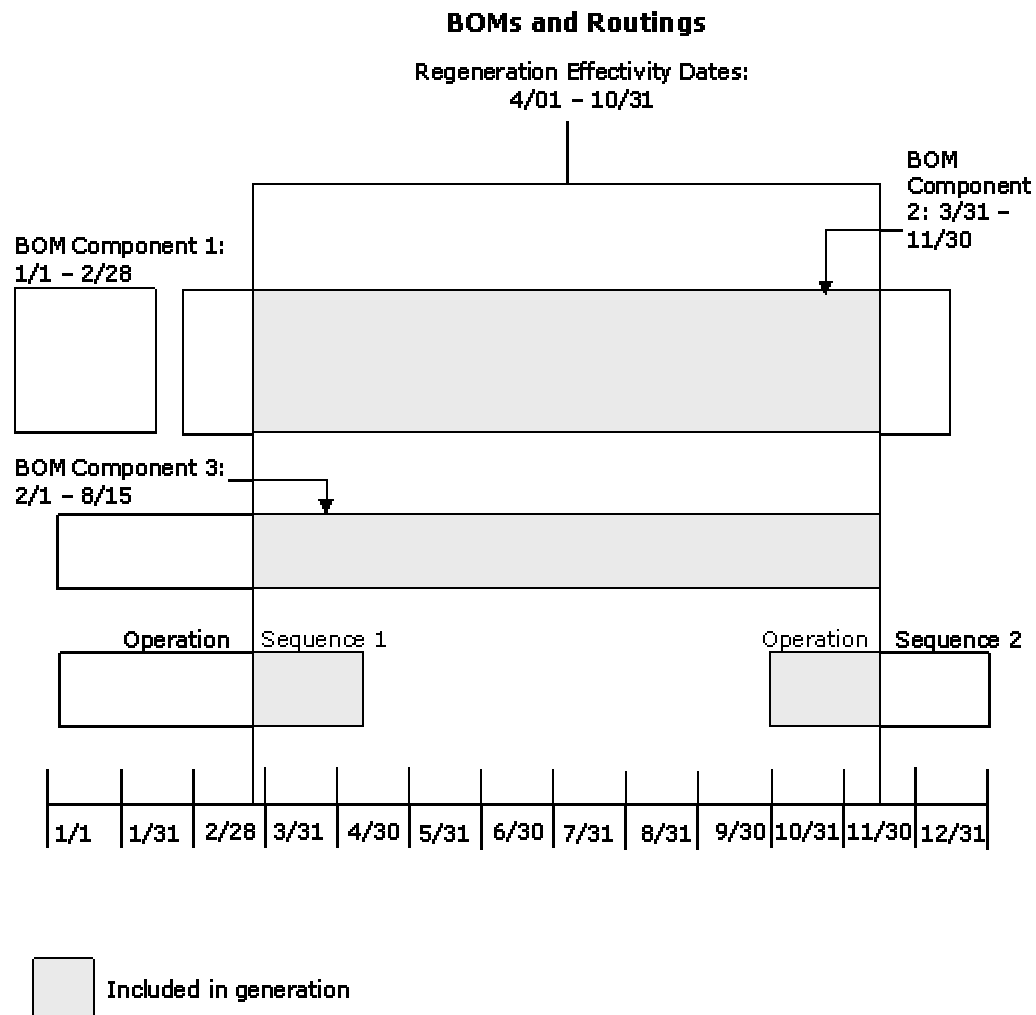 BOMs and Routings
Regeneration Effectivity Dates:
4/01 – 10/31
BOM
Component
2: 3/31 –
11/30
BOM Component 1:
1/1 – 2/28
BOM Component 3:
2/1 – 8/15
Operation Sequence 1
Operation Sequence 2
1/1 1/31 2/28 3/31 4/30 5/31 6/30 7/31 8/31 9/30 10/31 11/30 12/31
Included in generation